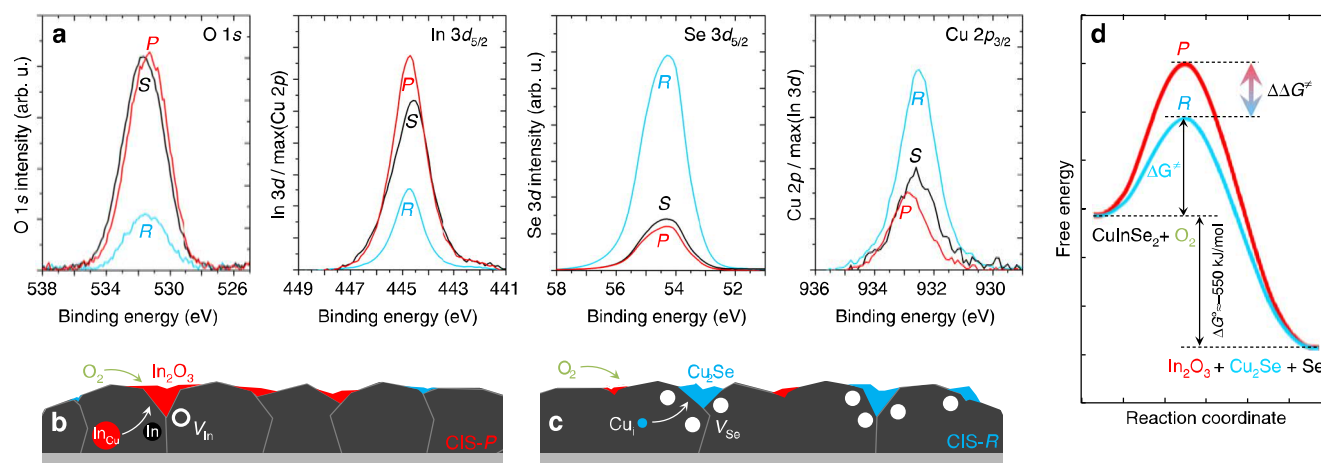 a
O 1s
P
S
R
O 1s intensity (arb. u.)
538 534 530 526
Binding energy (eV)
In 3d5/2
P
S
R
In 3d / max(Cu 2p)
449 447 445 443 441
Binding energy (eV)
Se 3d5/2
R
S
P
Se 3d intensity (arb. u.)
58 56 54 52
Binding energy (eV)
Cu 2p3/2
R
S
P
Cu 2p / max(In 3d)
936 934 932 930
Binding energy (eV)
b
O2
In2O3
InCu
In
VIn
CIS-P
c
O2
Cu2Se
Cui
VSe
CIS-R
d
P
ΔΔG≠
R
ΔG≠
Free energy
CuInSe2+ O2
ΔG°≈–550 kJ/mol
In2O3 + Cu2Se + Se
Reaction coordinate